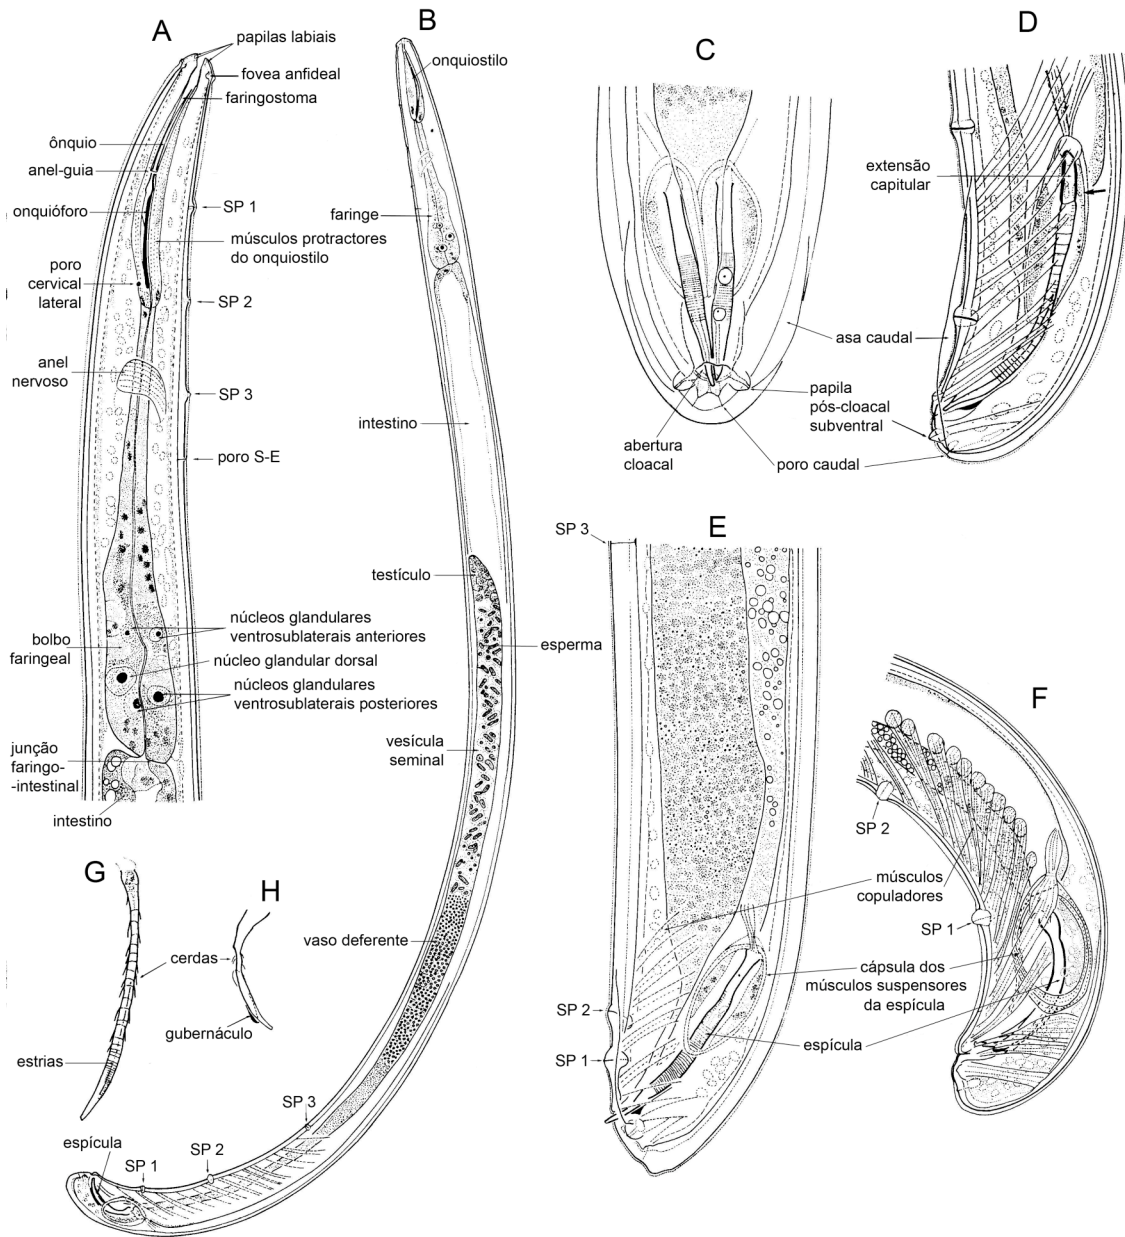 A
papilas labiais
fovea anfideal
faringostoma
ônquio
anel-guia
onquióforo
SP 1
músculos protractores
do onquiostilo
poro
cervical
lateral
SP 2
anel
nervoso
SP 3
poro S-E
núcleos glandulares
ventrosublaterais anteriores
bolbo
faringeal
núcleo glandular dorsal
núcleos glandulares
ventrosublaterais posteriores
junção
faringo-
-intestinal
intestino
B
onquiostilo
faringe
intestino
testículo
esperma
vesícula
seminal
vaso deferente
SP 3
SP 2
SP 1
espícula
C
D
extensão
capitular
asa caudal
papila
pós-cloacal
subventral
abertura
cloacal
poro caudal
E
SP 3
SP 2
SP 1
F
SP 2
músculos
copuladores
SP 1
cápsula dos
músculos suspensores
da espícula
espícula
G
H
cerdas
gubernáculo
estrias